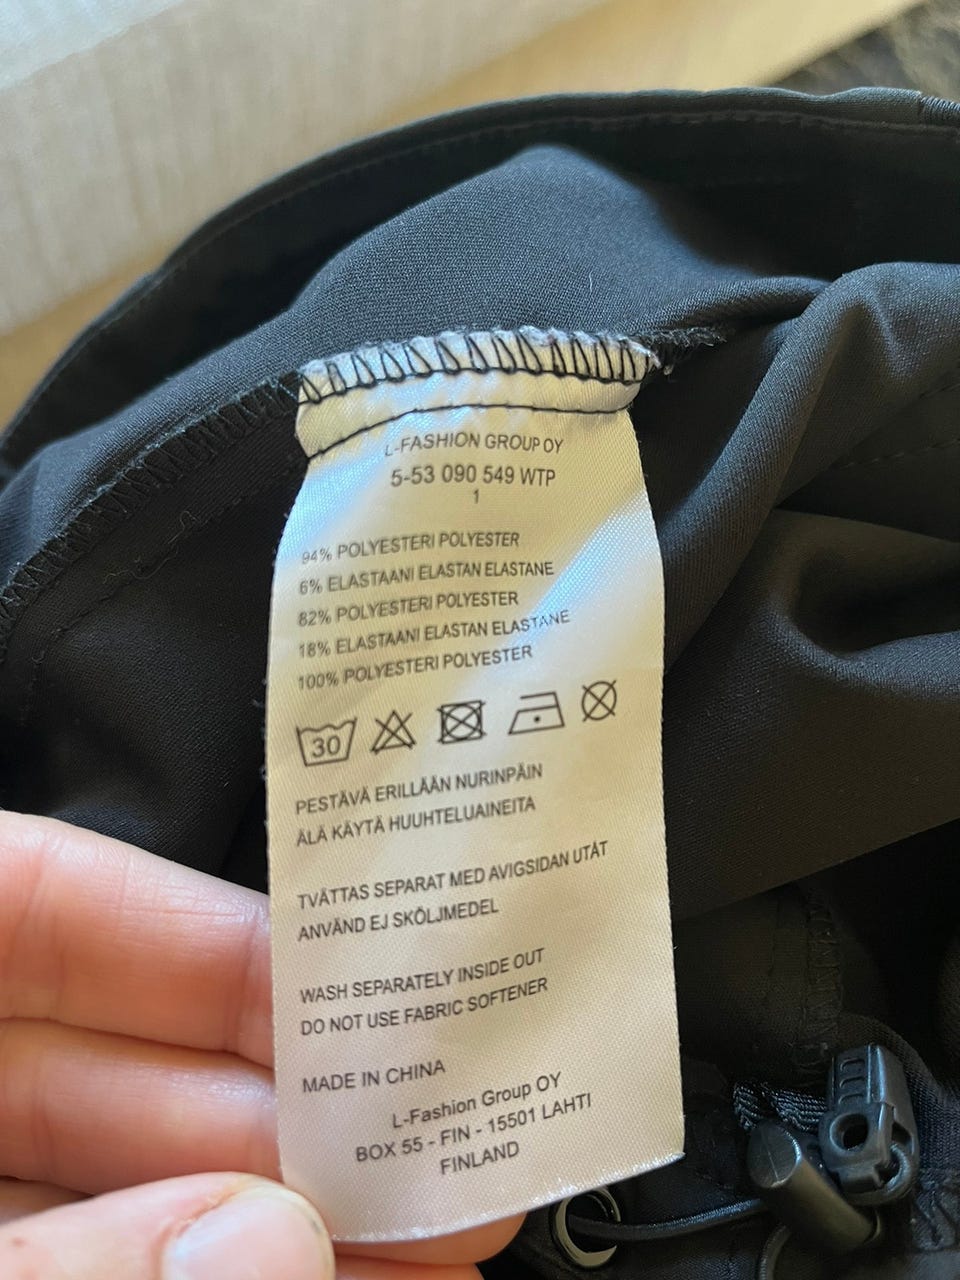 L-FASHION GROUP OY
5-53 090 549 WTP
1
94% POLYESTERI POLYESTER
6% ELASTAANI ELASTAN ELASTANE
82% POLYESTERI POLYESTER
18% ELASTAANI ELASTAN ELASTANE
100% POLYESTERI POLYESTER
30
PESTÄVÄ ERILLÄÄN NURINPÄIN
ÄLÄ KÄYTÄ HUUHTELUAINEITA
TVÄTTAS SEPARAT MED AVIGSIDAN UTÅT
ANVÄND EJ SKÖLJMEDEL
WASH SEPARATELY INSIDE OUT
DO NOT USE FABRIC SOFTENER
MADE IN CHINA
L-Fashion Group OY
BOX 55 - FIN - 15501 LAHTI
FINLAND